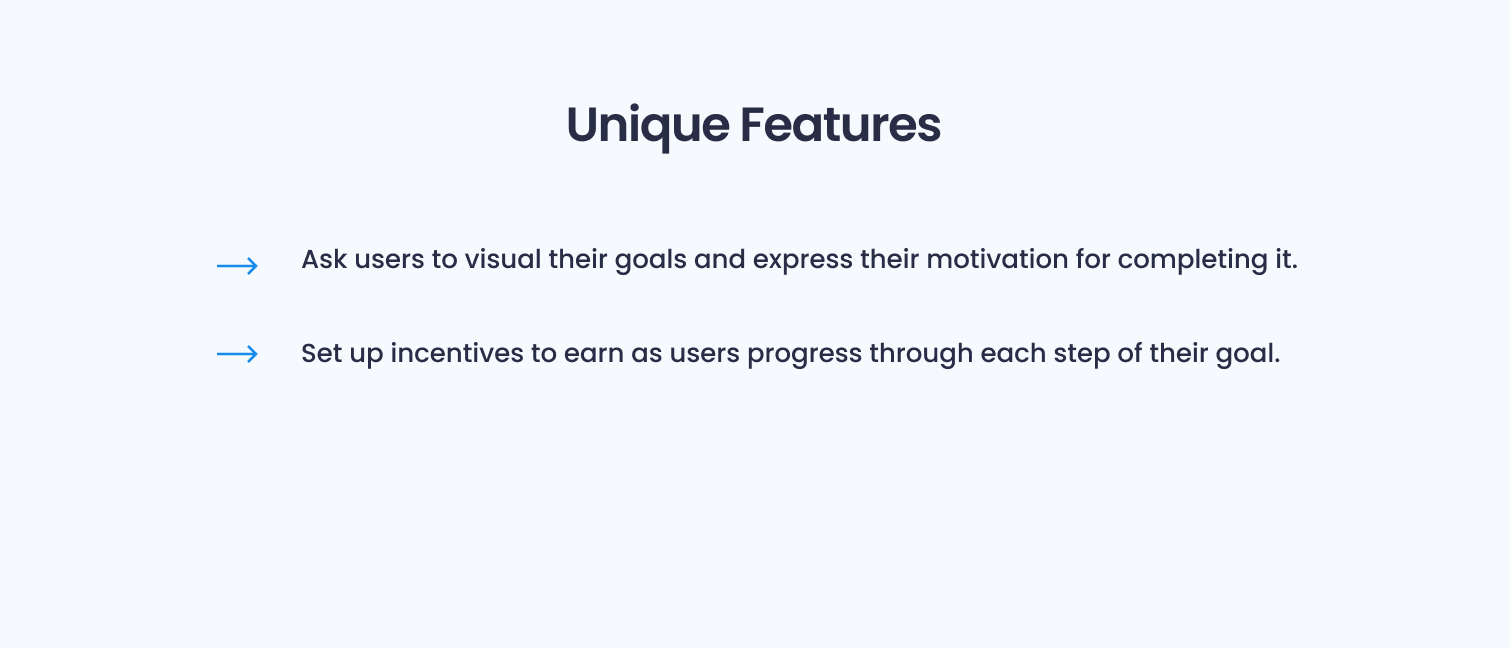 Unique Features
Ask users to visual their goals and express their motivation for completing it.
Set up incentives to earn as users progress through each step of their goal.